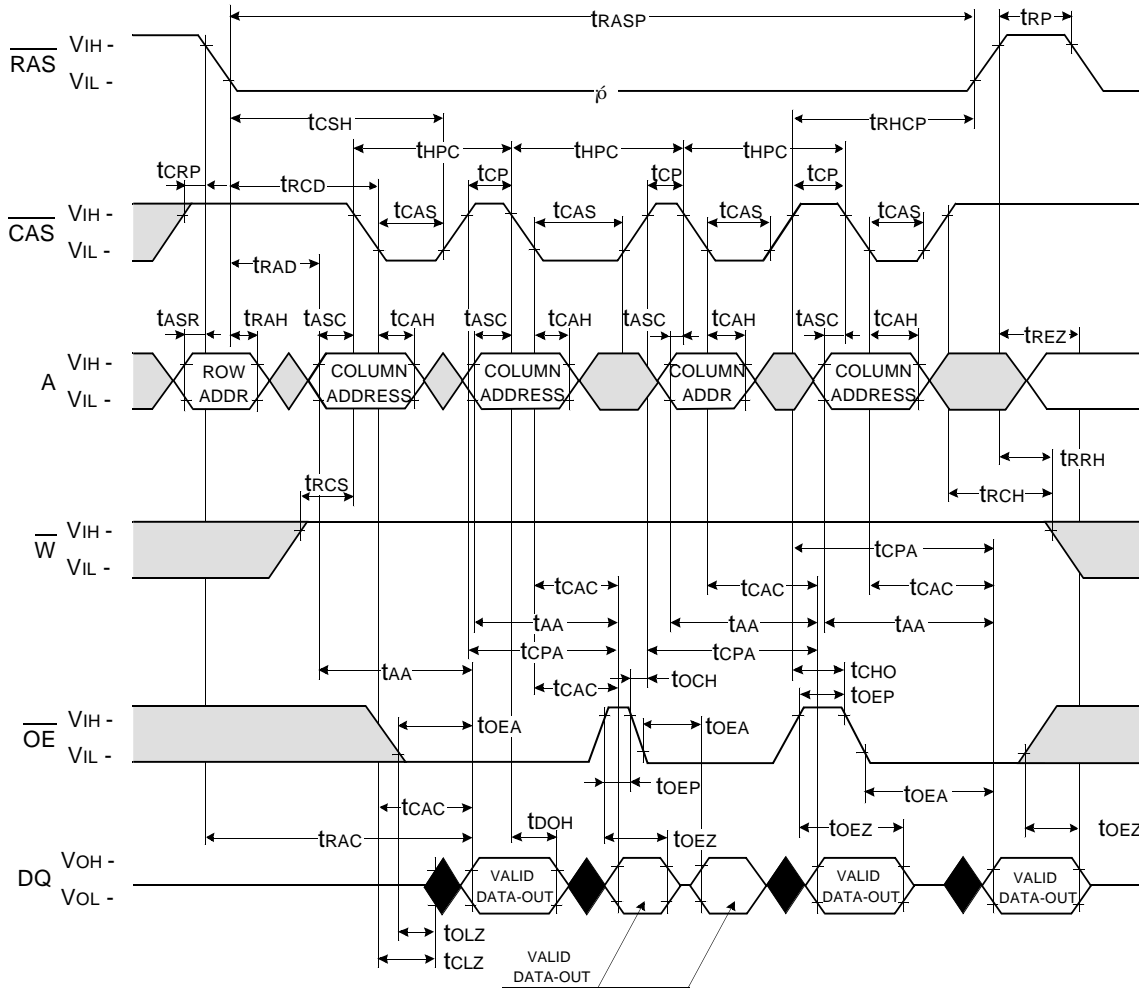 tRASP
tRP
RAS
VIH -
VIL -
ṕ
tCSH
tRHCP
tHPC
tHPC
tHPC
tCRP
tRCD
tCP
tCP
tCP
CAS
VIH -
VIL -
tCAS
tCAS
tCAS
tCAS
tRAD
tASR
tRAH
tASC
tCAH
tASC
tCAH
tASC
tCAH
tASC
tCAH
tREZ
A
VIH -
VIL -
ROW
ADDR
COLUMN
ADDRESS
COLUMN
ADDRESS
COLUMN
ADDR
COLUMN
ADDRESS
tRRH
tRCS
tRCH
W
VIH -
VIL -
tCPA
tCAC
tCAC
tCAC
tAA
tAA
tAA
tCPA
tCPA
tAA
tCHO
tCAC
tOCH
tOEP
OE
VIH -
VIL -
tOEA
tOEA
tOEP
tOEA
tCAC
tRAC
tDOH
tOEZ
tOEZ
tOEZ
DQ
VOH -
VOL -
VALID
DATA-OUT
VALID
DATA-OUT
VALID
DATA-OUT
tOLZ
tCLZ
VALID
DATA-OUT